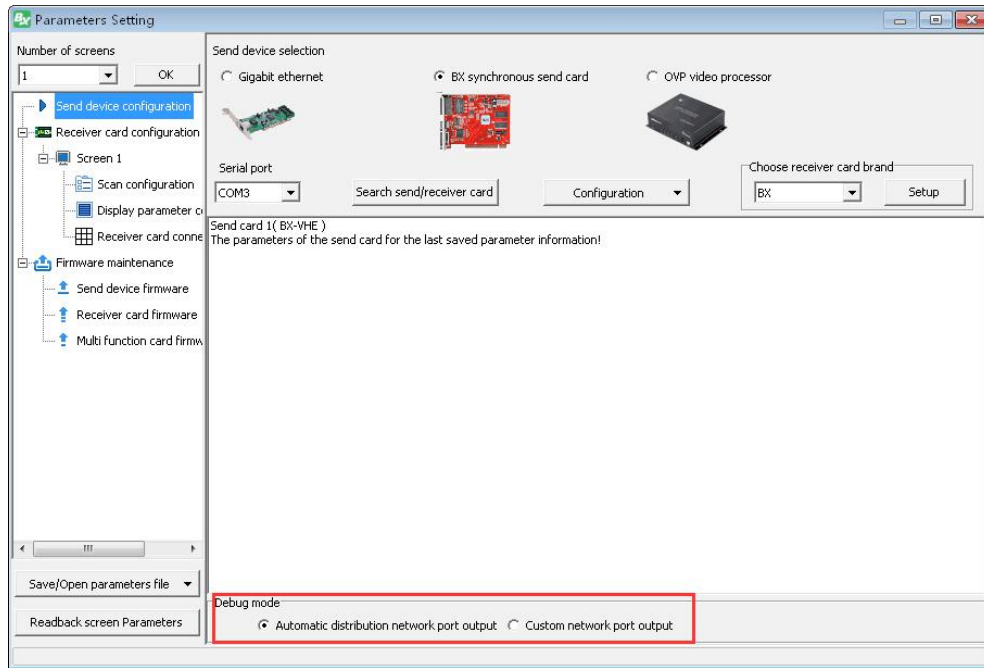 BX Parameters Setting
Number of screens
1
OK
Send device configuration
Receiver card configuration
Screen 1
Scan configuration
Display parameter c
Receiver card conne
Firmware maintenance
Send device firmware
Receiver card firmware
Multi function card firmw
Save/Open parameters file
Readback screen Parameters
Send device selection
Gigabit ethernet
BX synchronous send card
OVP video processor
Serial port
COM3
Search send/receiver card
Configuration
Choose receiver card brand
BX
Setup
Send card 1( BX-VHE )
The parameters of the send card for the last saved parameter information!
Debug mode
Automatic distribution network port output
Custom network port output